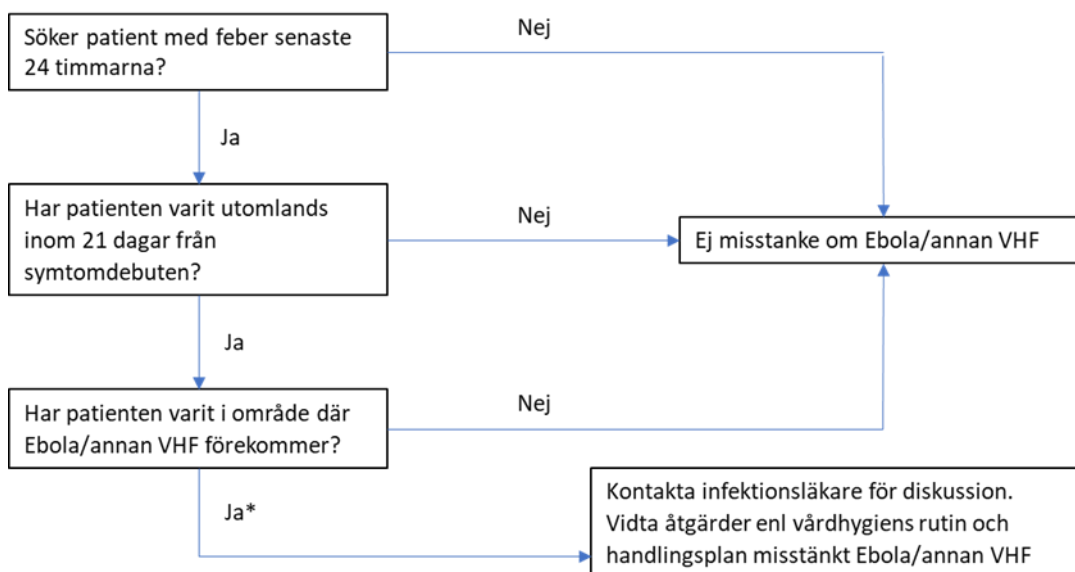 Söker patient med feber senaste
24 timmarna?
Nej
Ja
Har patienten varit utomlands
inom 21 dagar från
symtomdebuten?
Nej
Ej misstanke om Ebola/annan VHF
Ja
Har patienten varit i område där
Ebola/annan VHF förekommer?
Nej
Ja*
Kontakta infektionsläkare för diskussion.
Vidta åtgärder enl vårdhygiens rutin och
handlingsplan misstänkt Ebola/annan VHF